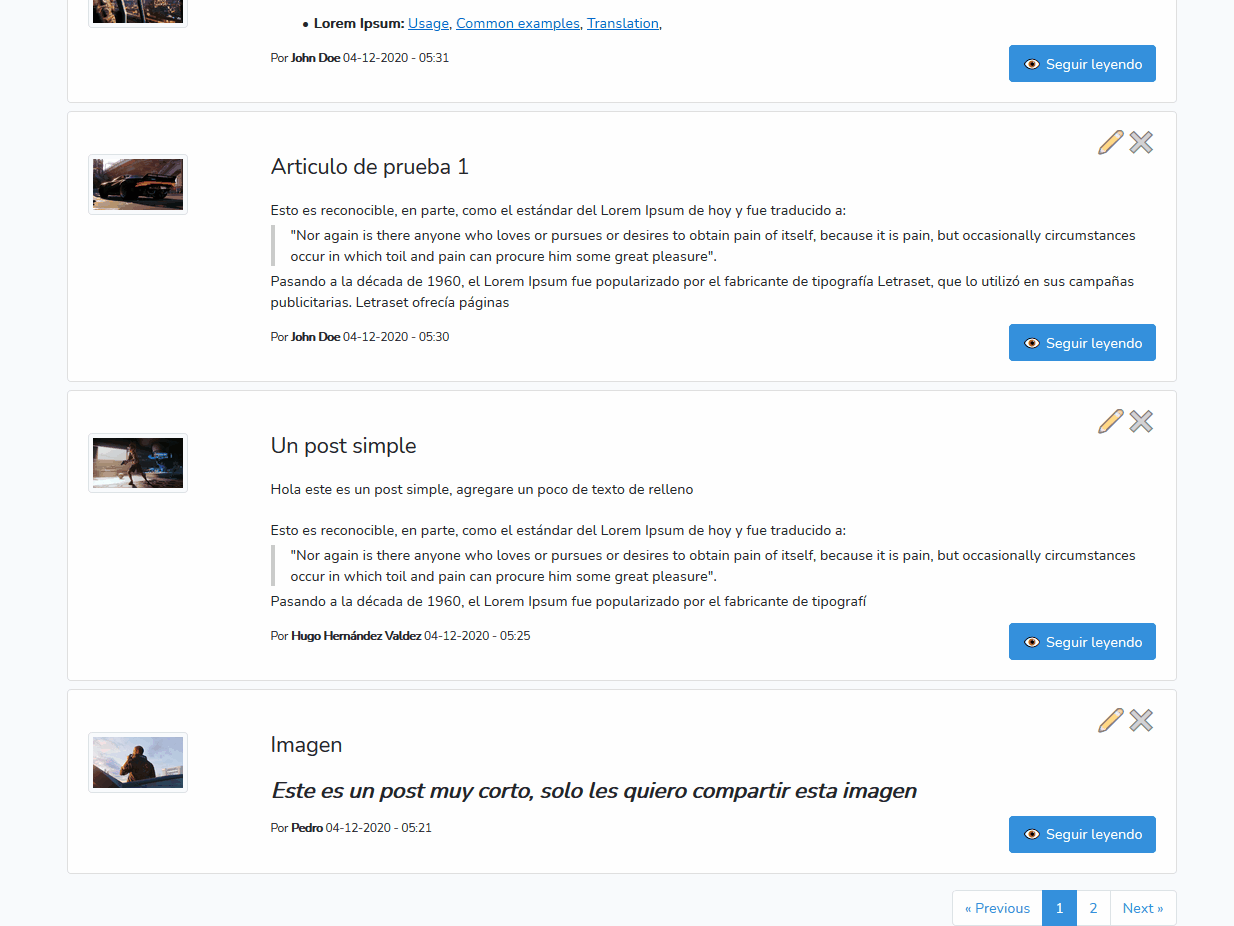 • Lorem Ipsum: Usage, Common examples, Translation,
Por John Doe 04-12-2020 - 05:31
Seguir leyendo
Articulo de prueba 1
Esto es reconocible, en parte, como el estándar del Lorem Ipsum de hoy y fue traducido a:
"Nor again is there anyone who loves or pursues or desires to obtain pain of itself, because it is pain, but occasionally circumstances
occur in which toil and pain can procure him some great pleasure".
Pasando a la década de 1960, el Lorem Ipsum fue popularizado por el fabricante de tipografía Letraset, que lo utilizó en sus campañas
publicitarias. Letraset ofrecía páginas
Por John Doe 04-12-2020 - 05:30
Seguir leyendo
Un post simple
Hola este es un post simple, agregare un poco de texto de relleno
Esto es reconocible, en parte, como el estándar del Lorem Ipsum de hoy y fue traducido a:
"Nor again is there anyone who loves or pursues or desires to obtain pain of itself, because it is pain, but occasionally circumstances
occur in which toil and pain can procure him some great pleasure".
Pasando a la década de 1960, el Lorem Ipsum fue popularizado por el fabricante de tipografí
Por Hugo Hernández Valdez 04-12-2020 - 05:25
Seguir leyendo
Imagen
Este es un post muy corto, solo les quiero compartir esta imagen
Por Pedro 04-12-2020 - 05:21
Seguir leyendo
« Previous 1 2 Next »